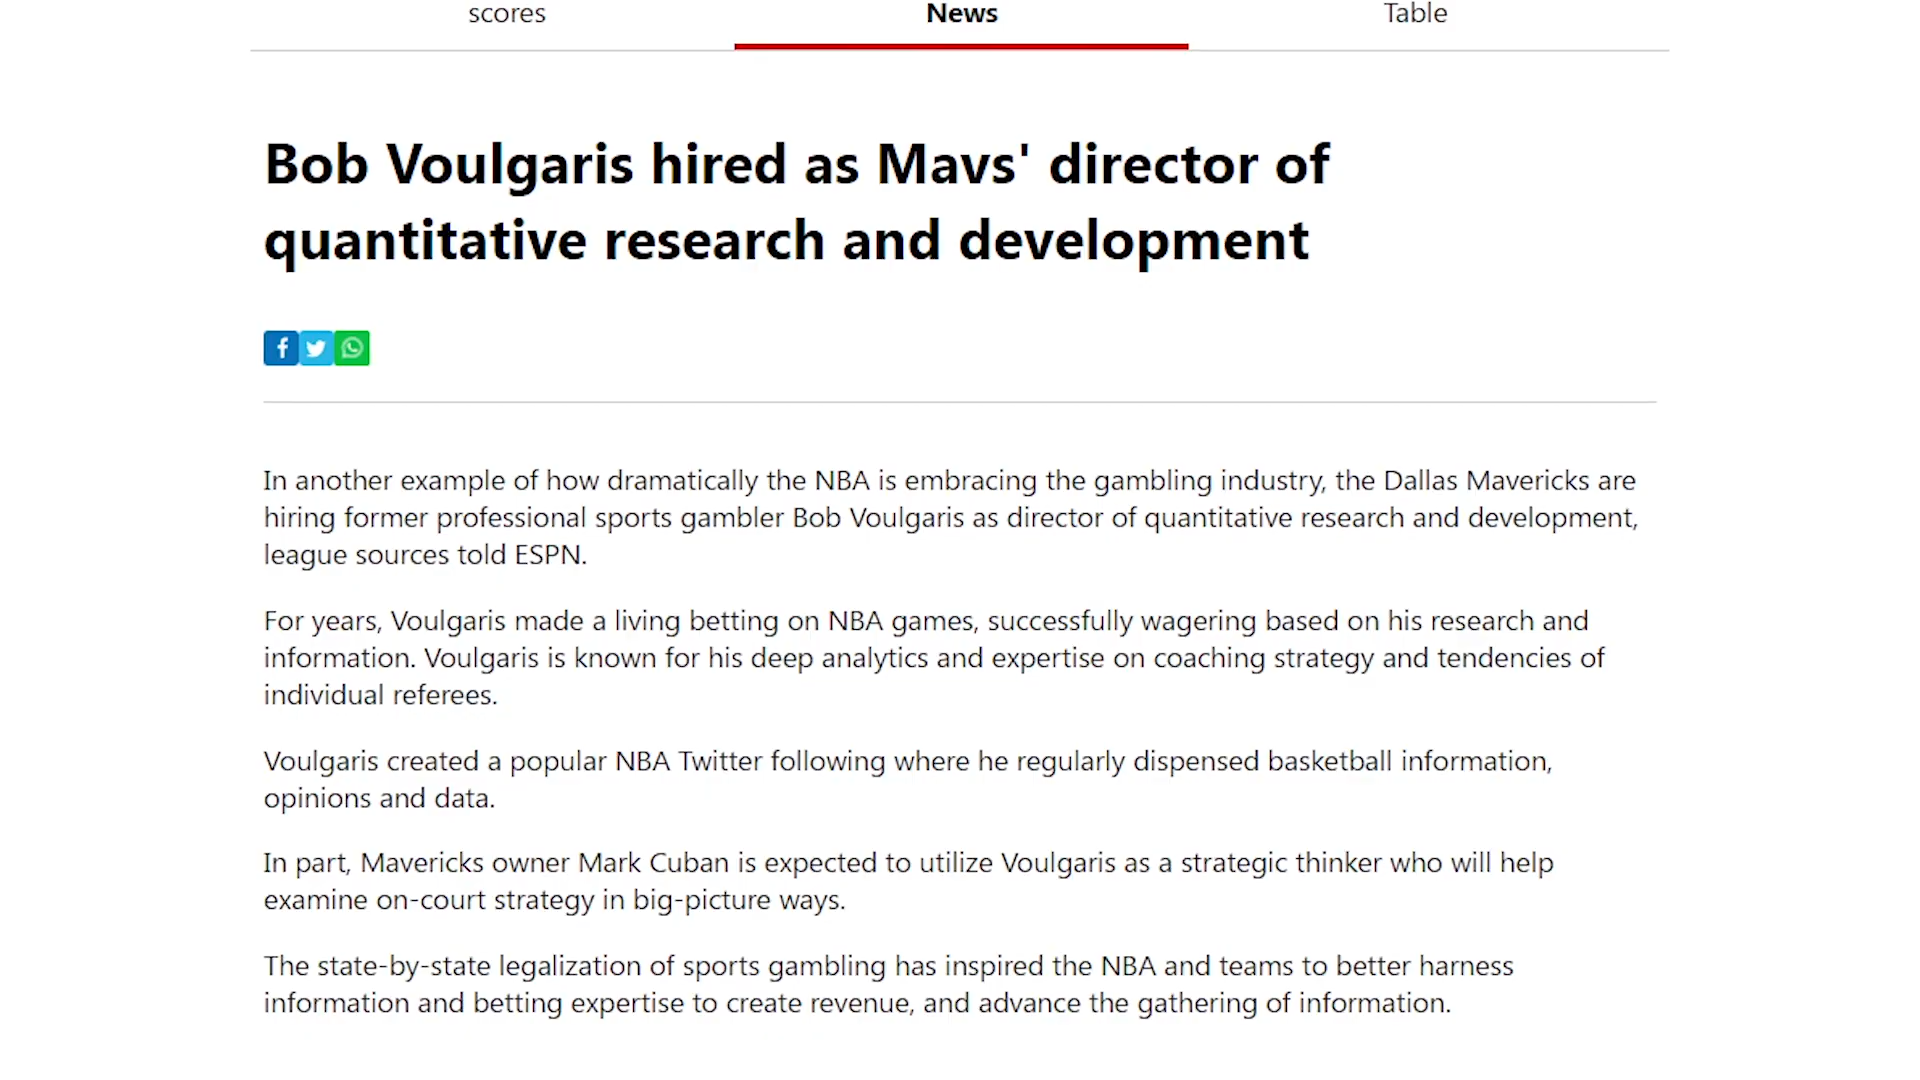 scores
News
Table
Bob Voulgaris hired as Mavs' director of
quantitative research and development
In another example of how dramatically the NBA is embracing the gambling industry, the Dallas Mavericks are
hiring former professional sports gambler Bob Voulgaris as director of quantitative research and development,
league sources told ESPN.
For years, Voulgaris made a living betting on NBA games, successfully wagering based on his research and
information. Voulgaris is known for his deep analytics and expertise on coaching strategy and tendencies of
individual referees.
Voulgaris created a popular NBA Twitter following where he regularly dispensed basketball information,
opinions and data.
In part, Mavericks owner Mark Cuban is expected to utilize Voulgaris as a strategic thinker who will help
examine on-court strategy in big-picture ways.
The state-by-state legalization of sports gambling has inspired the NBA and teams to better harness
information and betting expertise to create revenue, and advance the gathering of information.